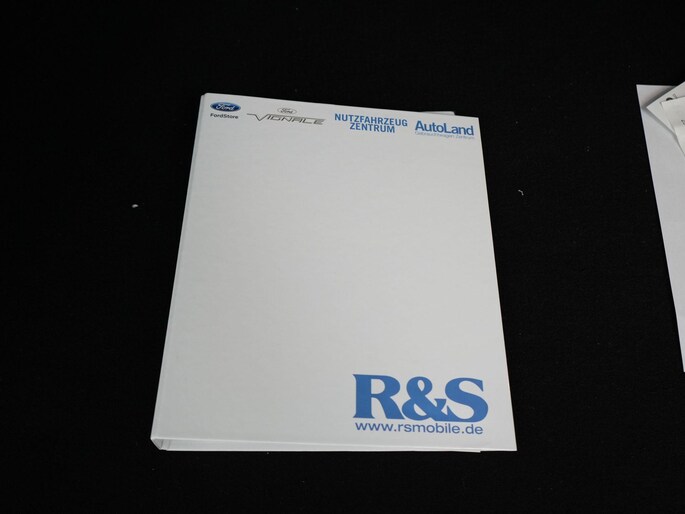 Ford
FordStore
VIGNALE
NUTZFAHRZEUG
ZENTRUM
AutoLand
R&S
www.rsmobile.de